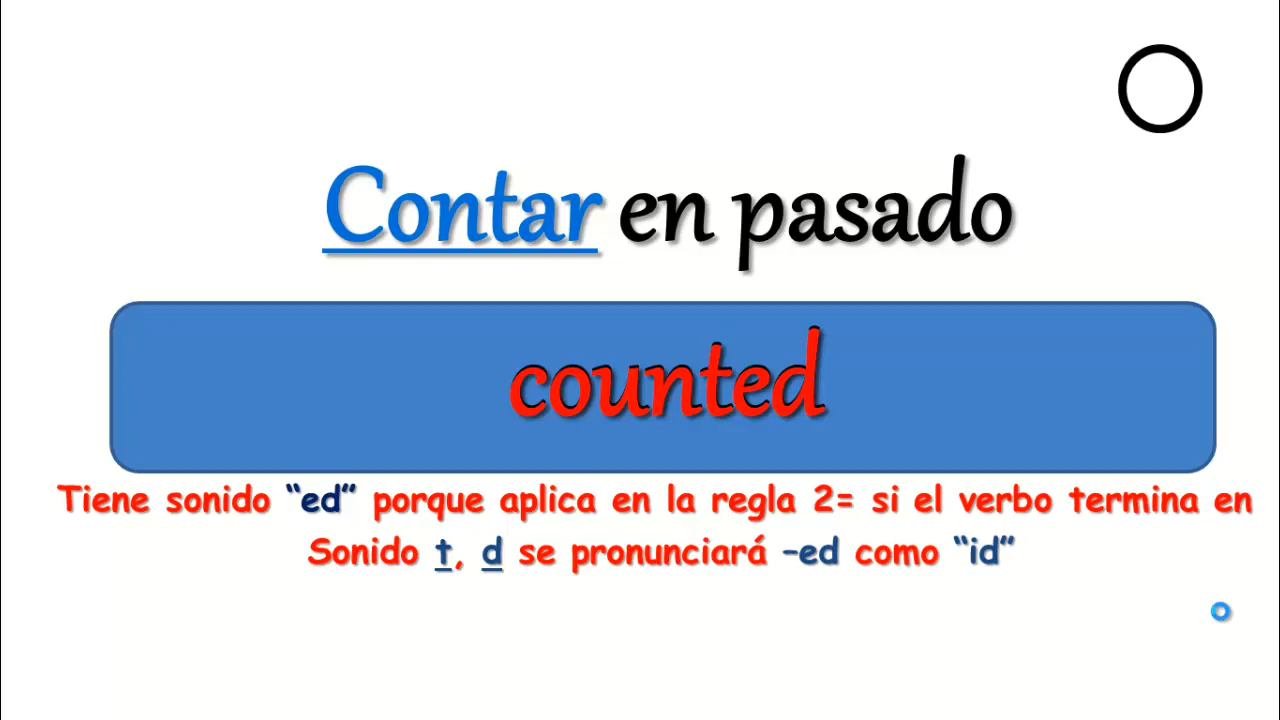 Contar en pasado
counted
Tiene sonido “ed” porque aplica en la regla 2= si el verbo termina en
Sonido t, d se pronunciará –ed como “id”